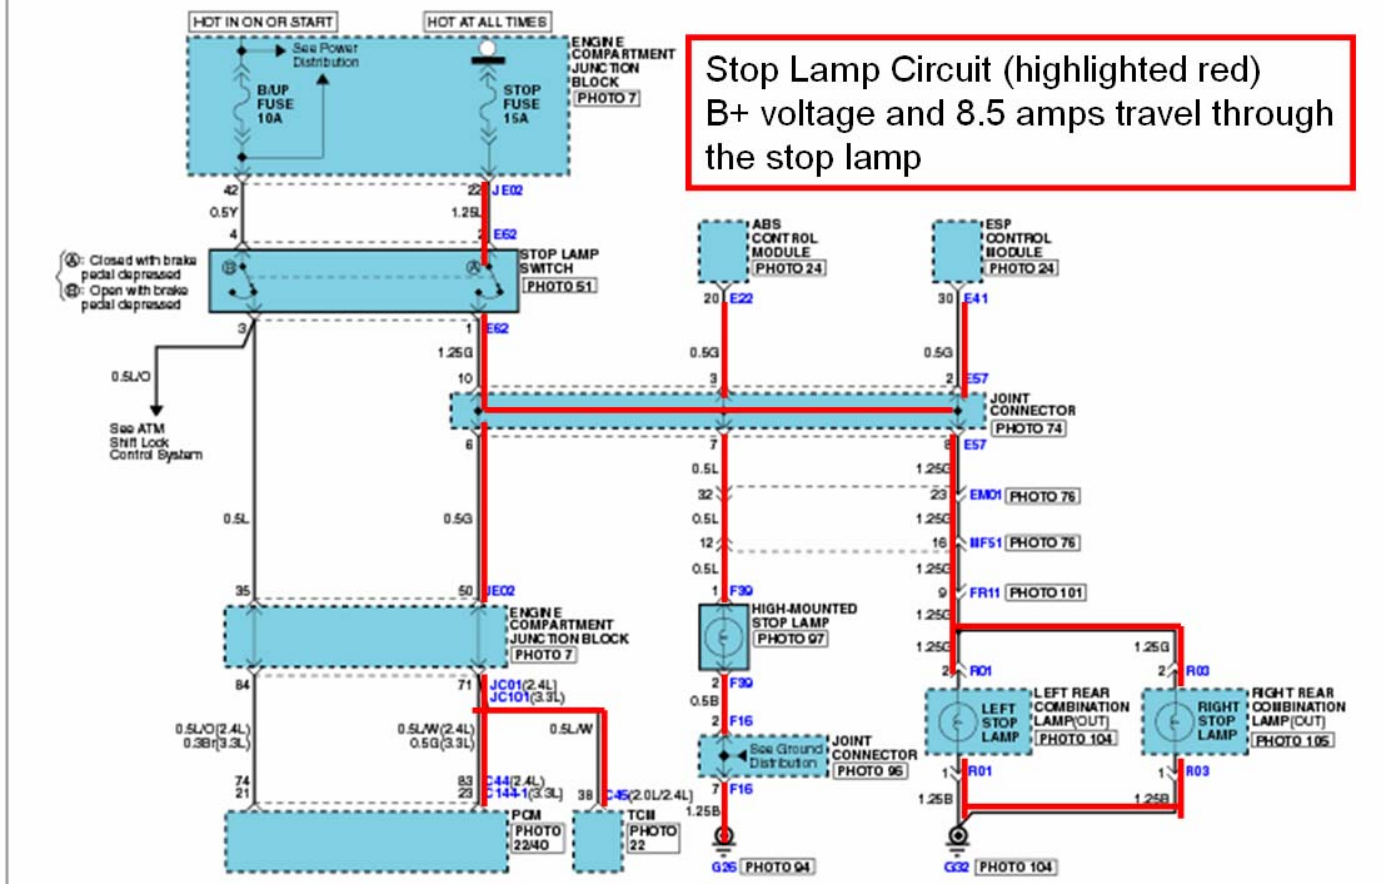 HOT IN ON OR START
HOT AT ALL TIMES
See Power
Distribution
B/UP
FUSE
10A
STOP
FUSE
15A
ENGINE
COMPARTMENT
JUNCTION
BLOCK
PHOTO 7
Stop Lamp Circuit (highlighted red)
B+ voltage and 8.5 amps travel through
the stop lamp
42
22 JE02
0.5Y
1.25L
4
2 E62
Ⓐ: Closed with brake
pedal depressed
Ⓑ: Open with brake
pedal depressed
Ⓑ
Ⓐ
STOP LAMP
SWITCH
PHOTO 51
ABS
CONTROL
MODULE
PHOTO 24
ESP
CONTROL
MODULE
PHOTO 24
20 E22
30 E41
3
1 E62
0.5L/O
1.25G
0.5G
0.5G
10
3
2 E57
See ATM
Shift Lock
Control System
JOINT
CONNECTOR
PHOTO 74
6
7
8 E57
0.5L
1.25G
32
23 EM01 PHOTO 76
0.5L
0.5G
0.5L
1.25G
12
16 MF51 PHOTO 76
0.5L
1.25G
35
50 JE02
1 F39
9 FR11 PHOTO 101
1.25G
ENGINE
COMPARTMENT
JUNCTION BLOCK
PHOTO 7
HIGH-MOUNTED
STOP LAMP
PHOTO 97
1.25G
1.25G
2 R01
2 R03
84
71 JC01(2.4L)
JC101(3.3L)
2 F39
0.5B
2 F16
LEFT
STOP
LAMP
LEFT REAR
COMBINATION
LAMP(OUT)
PHOTO 104
RIGHT
STOP
LAMP
RIGHT REAR
COMBINATION
LAMP(OUT)
PHOTO 105
0.5L/O(2.4L)
0.3Br(3.3L)
0.5L/W(2.4L)
0.5G(3.3L)
0.5L/W
See Ground
Distribution
JOINT
CONNECTOR
PHOTO 95
1 R01
1 R03
74
21
83 C44(2.4L)
23 C144-1(3.3L)
38 C45(2.0L/2.4L)
7 F16
1.25B
1.25B
1.25B
PCM
PHOTO
22/40
TCM
PHOTO
22
G26 PHOTO 94
G32 PHOTO 104